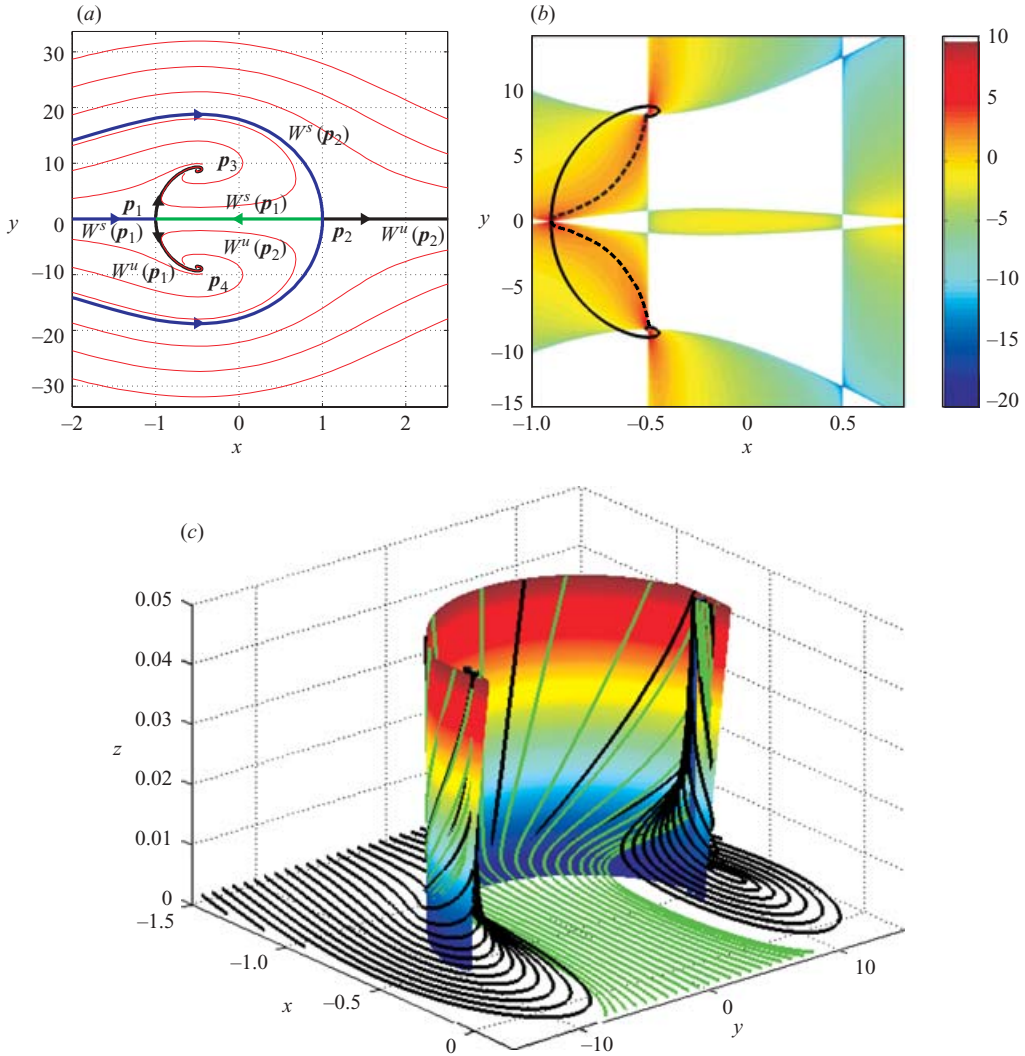 (a)
30
20
10
y 0
–10
–20
–30
–2 –1 0 1 2
x
W^s(p_2)
p_3
p_1
W^s(p_1)
W^s(p_1)
p_2
W^u(p_2)
W^u(p_2)
W^u(p_1)
p_4
(b)
10
5
y 0
–5
–10
–15
–1.0 –0.5 0 0.5
x
10
5
0
–5
–10
–15
–20
(c)
0.05
0.04
0.03
z
0.02
0.01
0
–1.5
–1.0
x
–0.5
0
–10
0
y
10